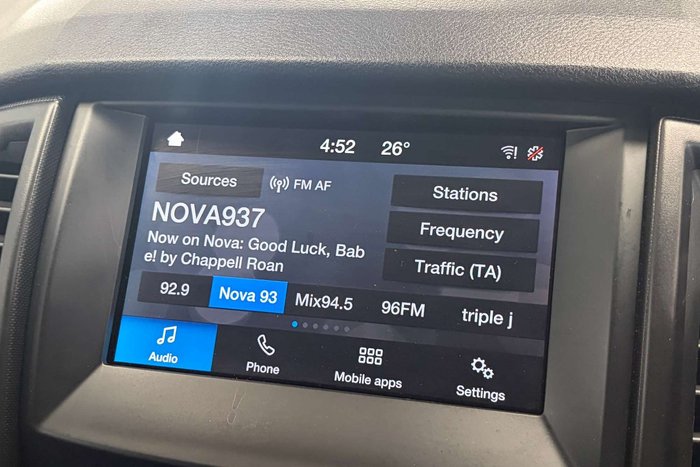 4:52 26°
Sources
FM AF
Stations
NOVA937
Frequency
Now on Nova: Good Luck, Bab
e! by Chappell Roan
Traffic (TA)
92.9 Nova 93 Mix94.5 96FM triple j
Audio Phone Mobile apps Settings